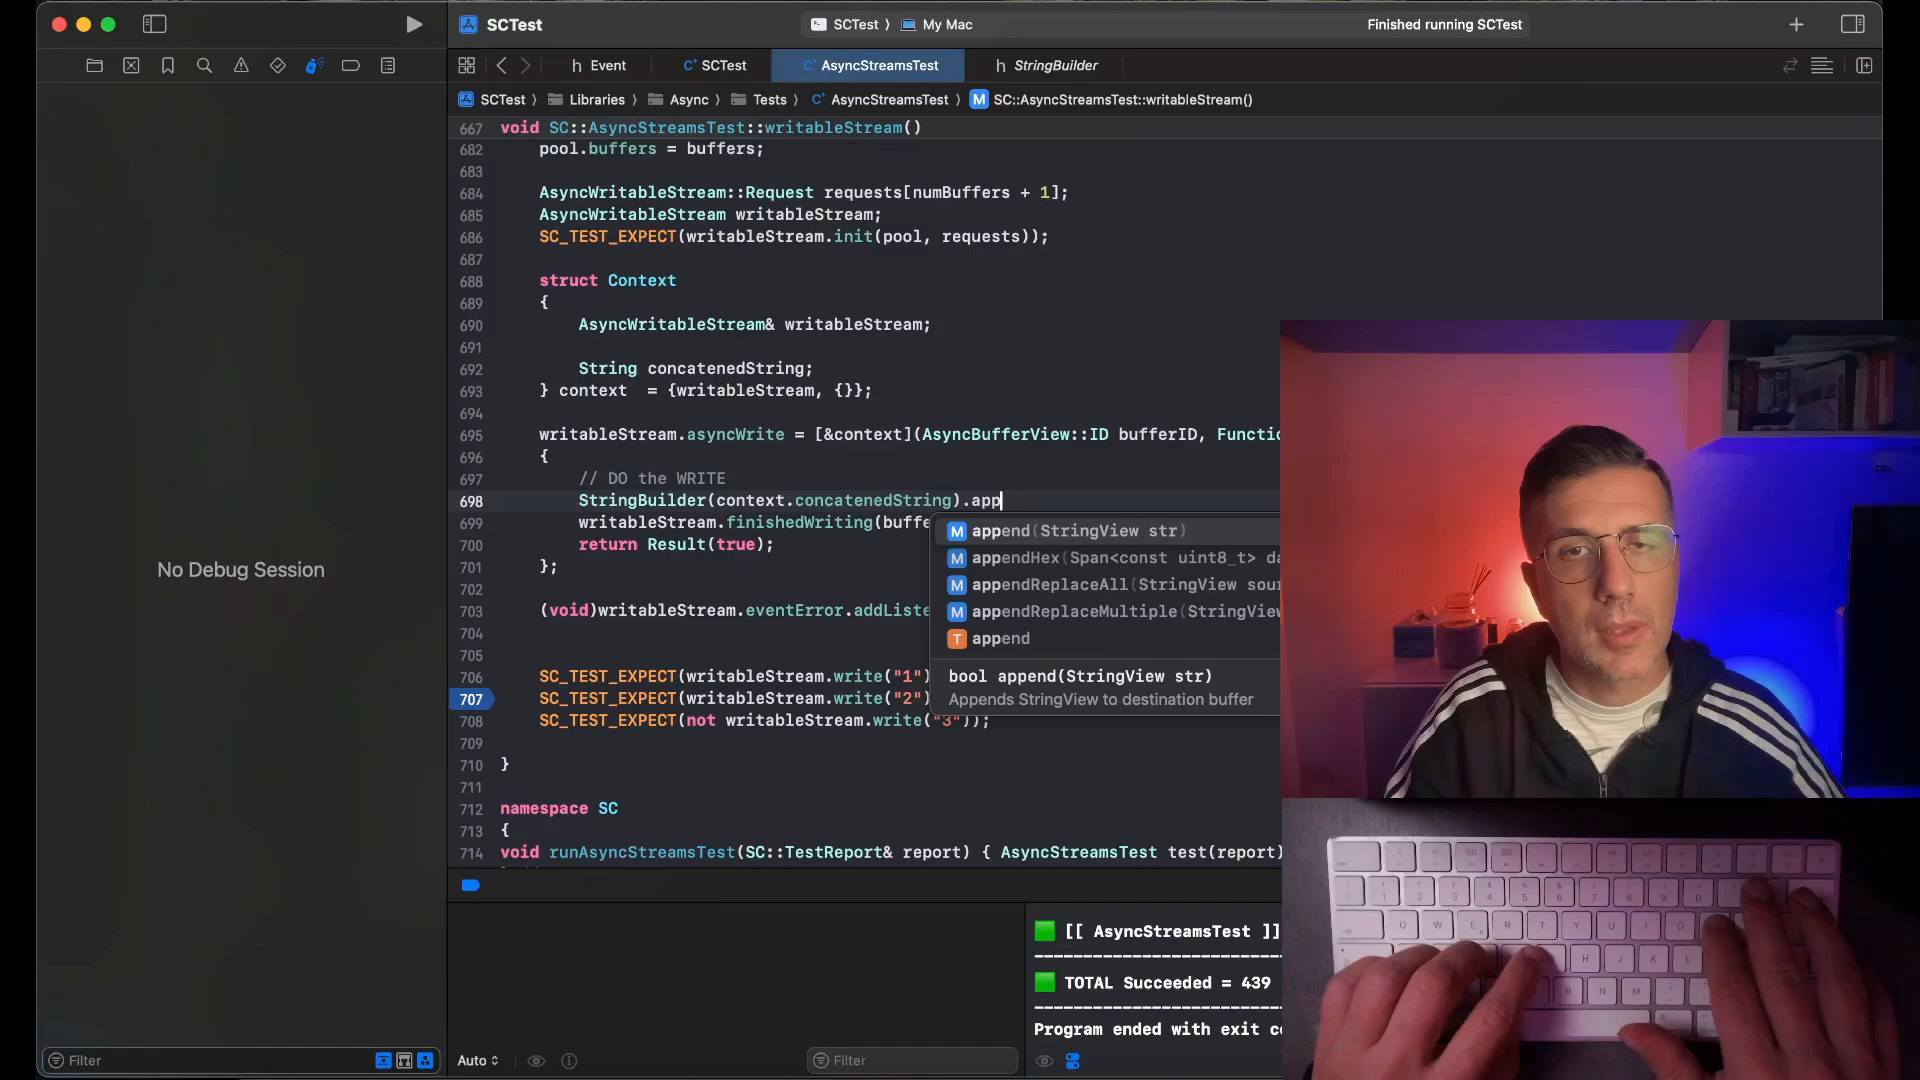 SCTest
SCTest
My Mac
Finished running SCTest
h Event
C SCTest
C AsyncStreamsTest
h StringBuilder
SCTest
Libraries
Async
Tests
AsyncStreamsTest
M SC::AsyncStreamsTest::writableStream()
667 void SC::AsyncStreamsTest::writableStream()
682 pool.buffers = buffers;
683
684 AsyncWritableStream::Request requests[numBuffers + 1];
685 AsyncWritableStream writableStream;
686 SC_TEST_EXPECT(writableStream.init(pool, requests));
687
688 struct Context
689 {
690 AsyncWritableStream& writableStream;
691
692 String concatenedString;
693 } context = {writableStream, {}};
694
695 writableStream.asyncWrite = [&context](AsyncBufferView::ID bufferID, Functio
696 {
697 // DO the WRITE
698 StringBuilder(context.concatenedString).app
699 writableStream.finishedWriting(buffe
700 return Result(true);
701 };
702
703 (void)writableStream.eventError.addListe
704
705
706 SC_TEST_EXPECT(writableStream.write("1")
707 SC_TEST_EXPECT(writableStream.write("2")
708 SC_TEST_EXPECT(not writableStream.write("3"));
709
710 }
711
712 namespace SC
713 {
714 void runAsyncStreamsTest(SC::TestReport& report) { AsyncStreamsTest test(report)
M append(StringView str)
M appendHex(Span<const uint8_t> da
M appendReplaceAll(StringView sour
M appendReplaceMultiple(StringView
T append
bool append(StringView str)
Appends StringView to destination buffer
No Debug Session
[[ AsyncStreamsTest ]]
TOTAL Succeeded = 439
Program ended with exit co
Filter
Auto
Filter